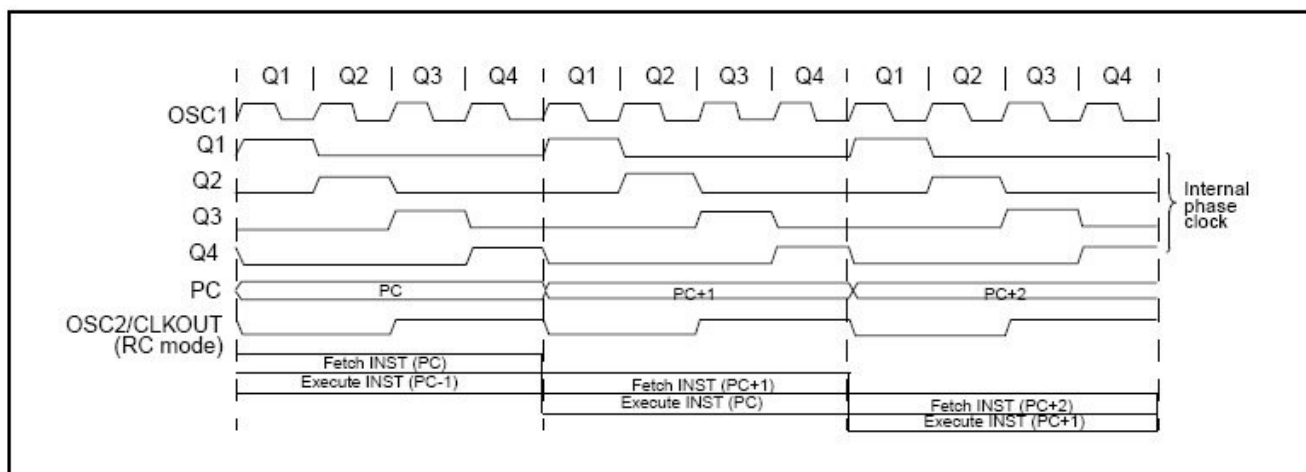 Q1 | Q2 | Q3 | Q4 | Q1 | Q2 | Q3 | Q4 | Q1 | Q2 | Q3 | Q4
OSC1
Q1
Q2
Q3
Q4
Internal
phase
clock
PC PC PC+1 PC+2
OSC2/CLKOUT
(RC mode)
Fetch INST (PC)
Execute INST (PC-1) Fetch INST (PC+1)
Execute INST (PC) Fetch INST (PC+2)
Execute INST (PC+1)